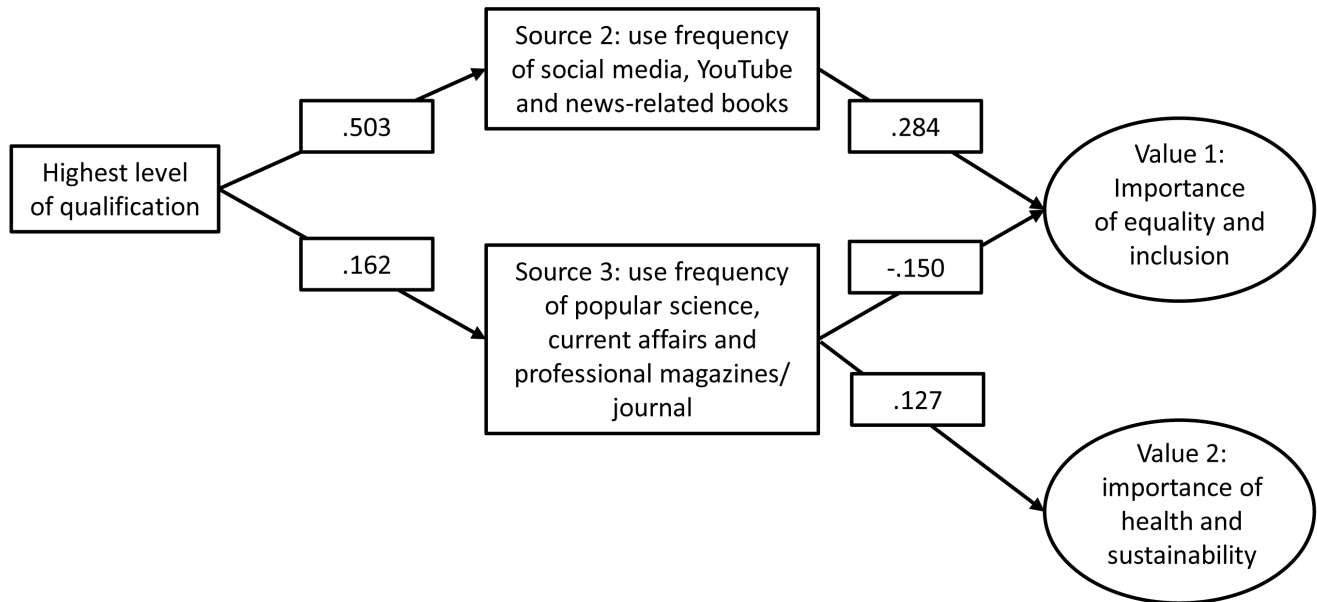 Highest level
of qualification
.503
.162
Source 2: use frequency
of social media, YouTube
and news-related books
Source 3: use frequency
of popular science,
current affairs and
professional magazines/
journal
.284
-.150
.127
Value 1:
Importance
of equality and
inclusion
Value 2:
importance of
health and
sustainability